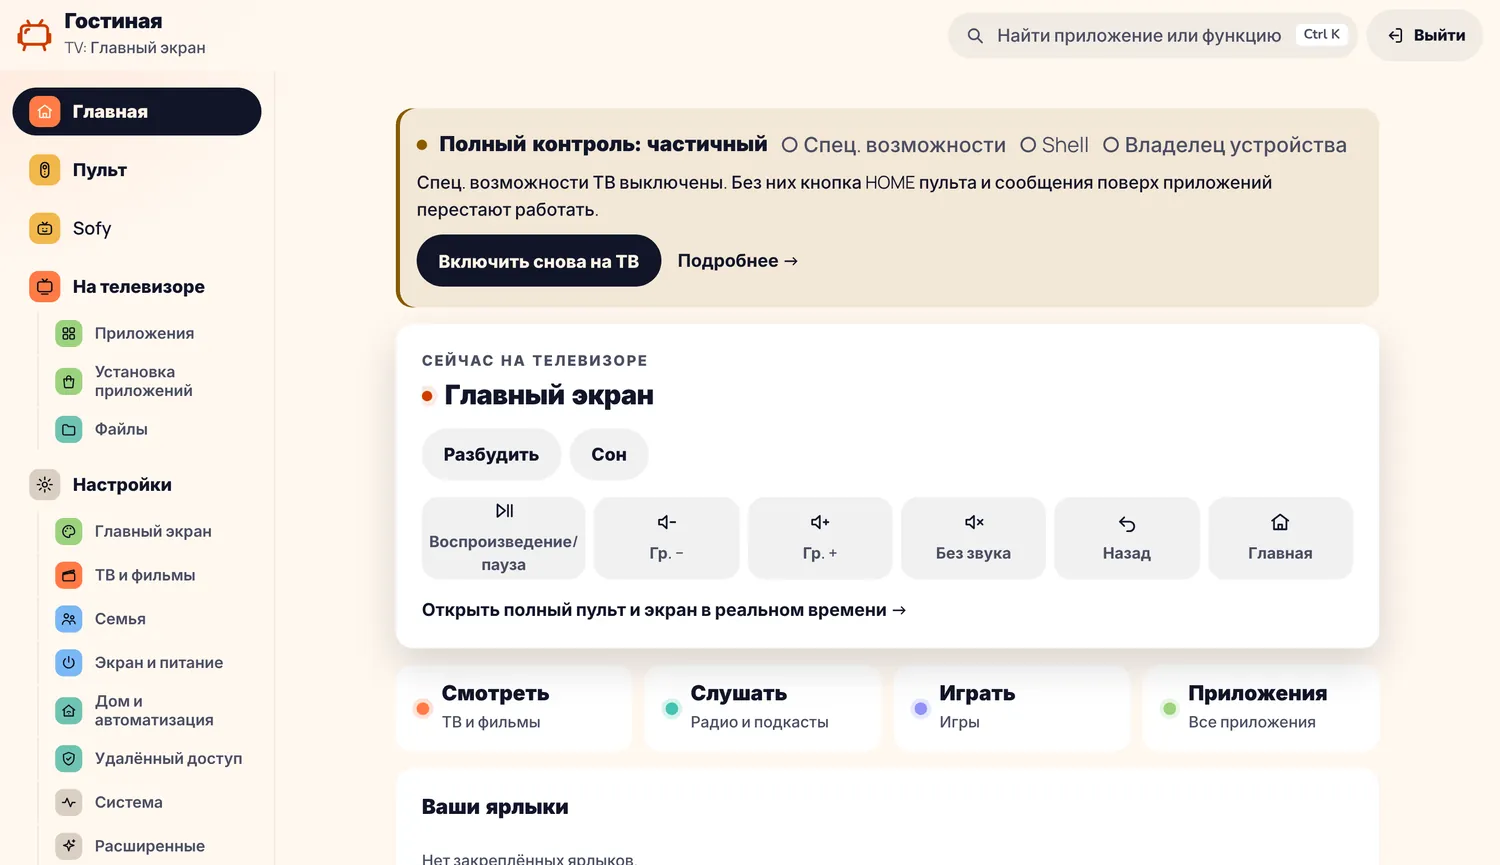 Гостиная
TV: Главный экран
Найти приложение или функцию
Ctrl K
Выйти
Главная
Пульт
Sofy
На телевизоре
Приложения
Установка
приложений
Файлы
Настройки
Главный экран
ТВ и фильмы
Семья
Экран и питание
Дом и
автоматизация
Удалённый доступ
Система
Расширенные
Полный контроль: частичный
Спец. возможности
Shell
Владелец устройства
Спец. возможности ТВ выключены. Без них кнопка HOME пульта и сообщения поверх приложений
перестают работать.
Включить снова на ТВ
Подробнее →
СЕЙЧАС НА ТЕЛЕВИЗОРЕ
Главный экран
Разбудить
Сон
Воспроизведение/
пауза
Гр. −
Гр. +
Без звука
Назад
Главная
Открыть полный пульт и экран в реальном времени →
Смотреть
ТВ и фильмы
Слушать
Радио и подкасты
Играть
Игры
Приложения
Все приложения
Ваши ярлыки
Нет закреплённых ярлыков.